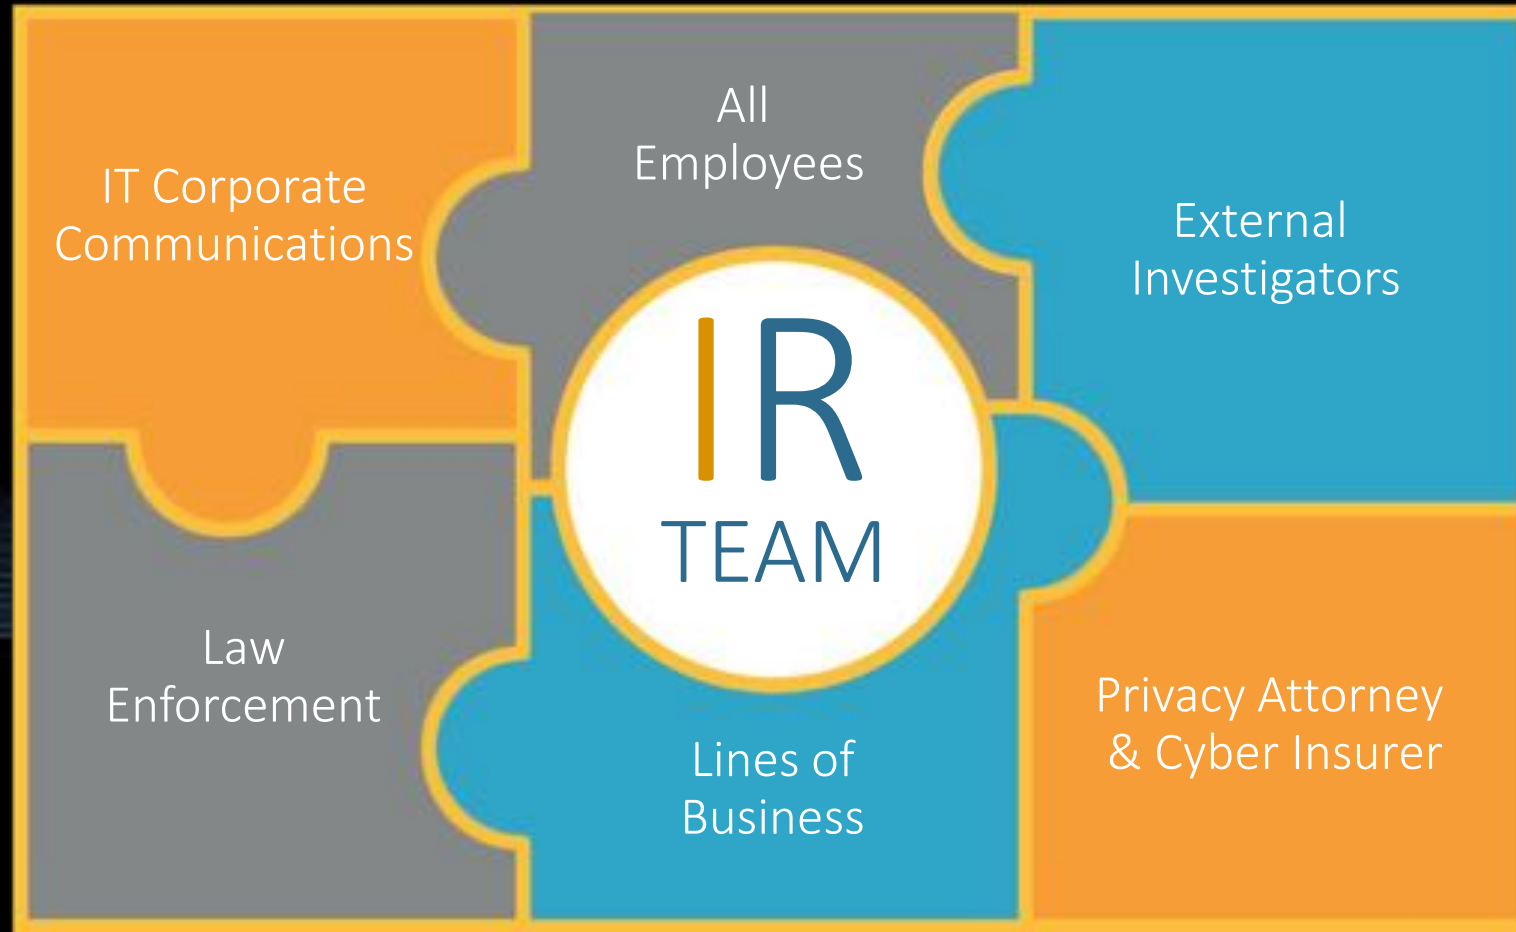 IT Corporate
Communications
All
Employees
External
Investigators
IR
TEAM
Law
Enforcement
Lines of
Business
Privacy Attorney
& Cyber Insurer